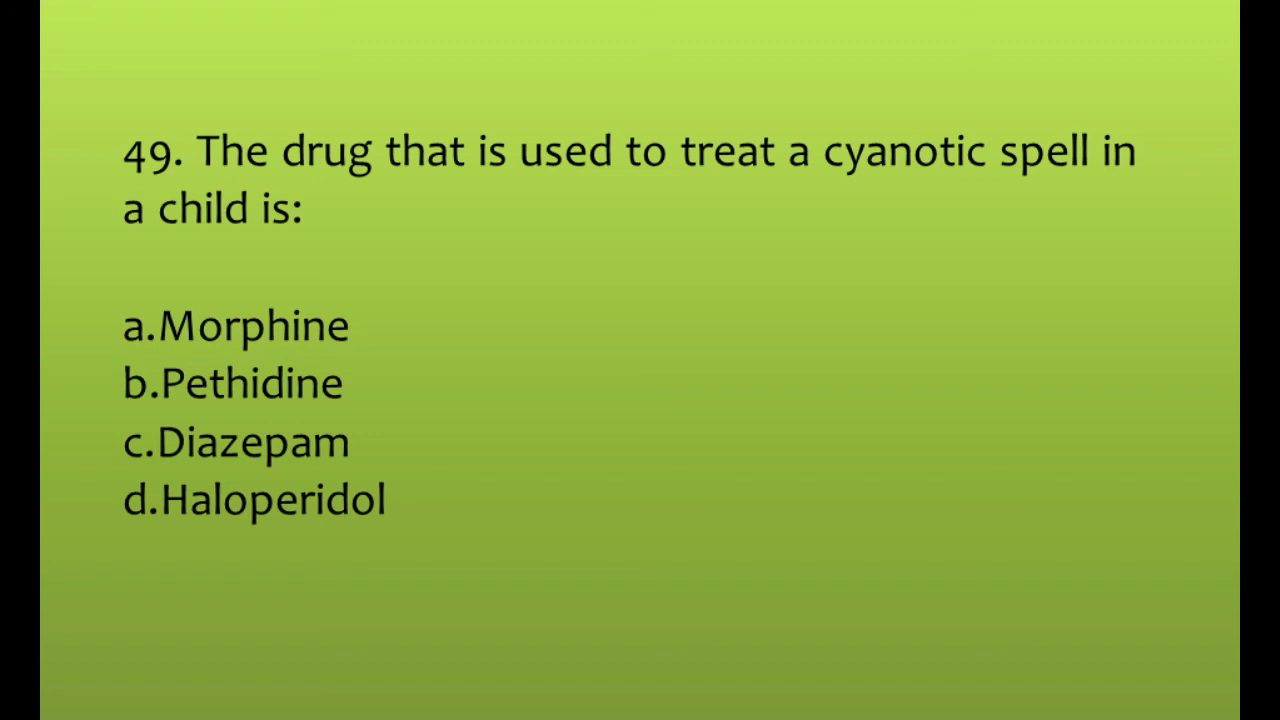 49. The drug that is used to treat a cyanotic spell in
a child is:
a.Morphine
b.Pethidine
c.Diazepam
d.Haloperidol